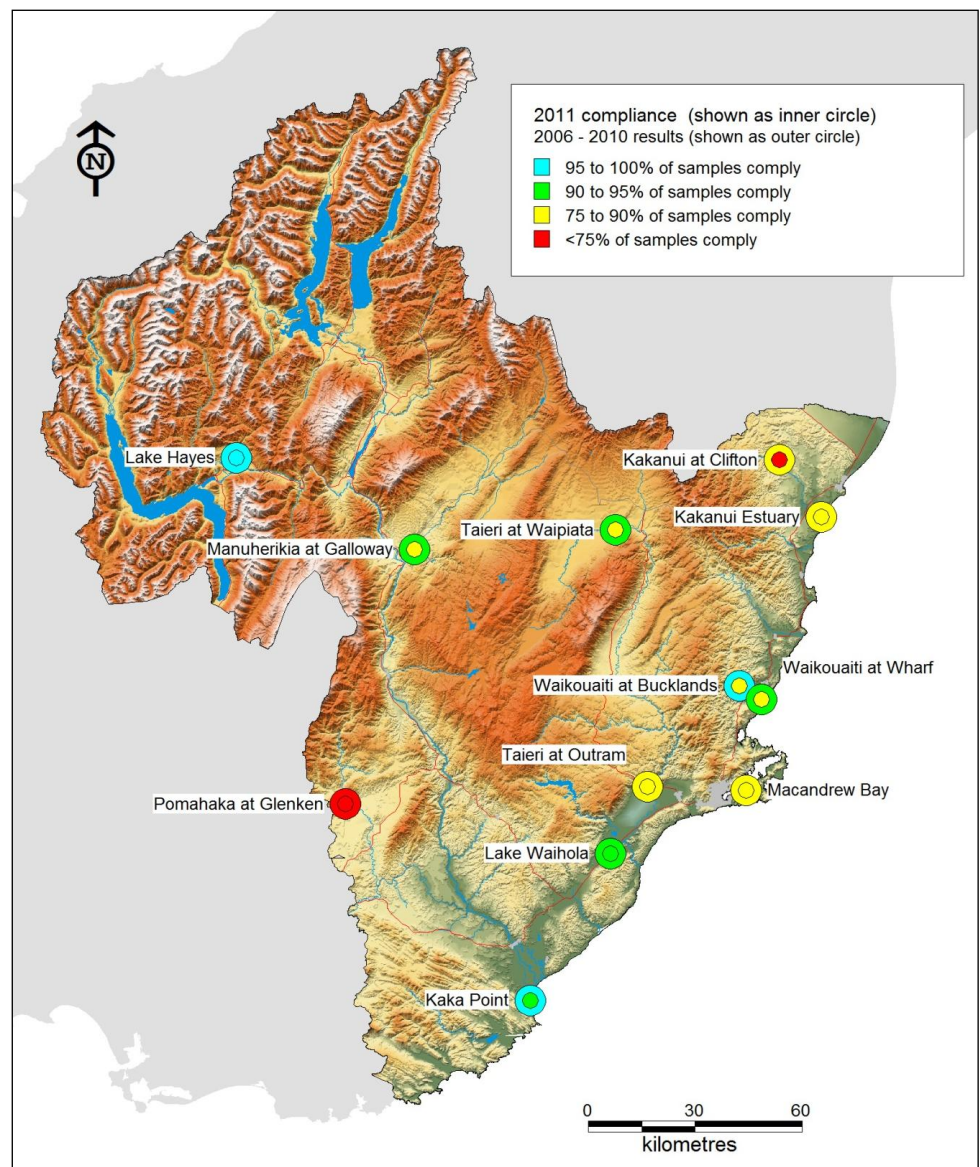 2011 compliance (shown as inner circle)
2006 - 2010 results (shown as outer circle)
95 to 100% of samples comply
90 to 95% of samples comply
75 to 90% of samples comply
<75% of samples comply
N
Lake Hayes
Kakanui at Clifton
Kakanui Estuary
Taieri at Waipiata
Manuherikia at Galloway
Waikouaiti at Wharf
Waikouaiti at Bucklands
Taieri at Outram
Macandrew Bay
Pomahaka at Glenken
Lake Waihola
Kaka Point
0 30 60
kilometres